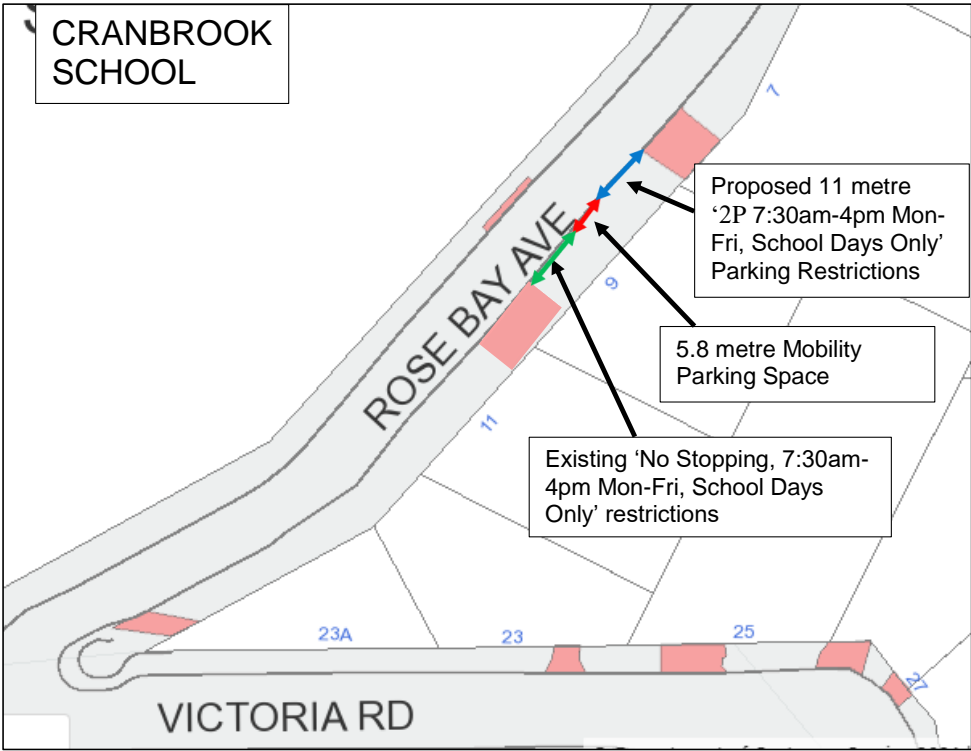 CRANBROOK
SCHOOL
7
Proposed 11 metre
‘2P 7:30am-4pm Mon-
Fri, School Days Only’
Parking Restrictions
9
ROSE BAY AVE
5.8 metre Mobility
Parking Space
11
Existing ‘No Stopping, 7:30am-
4pm Mon-Fri, School Days
Only’ restrictions
23A
23
25
27
VICTORIA RD